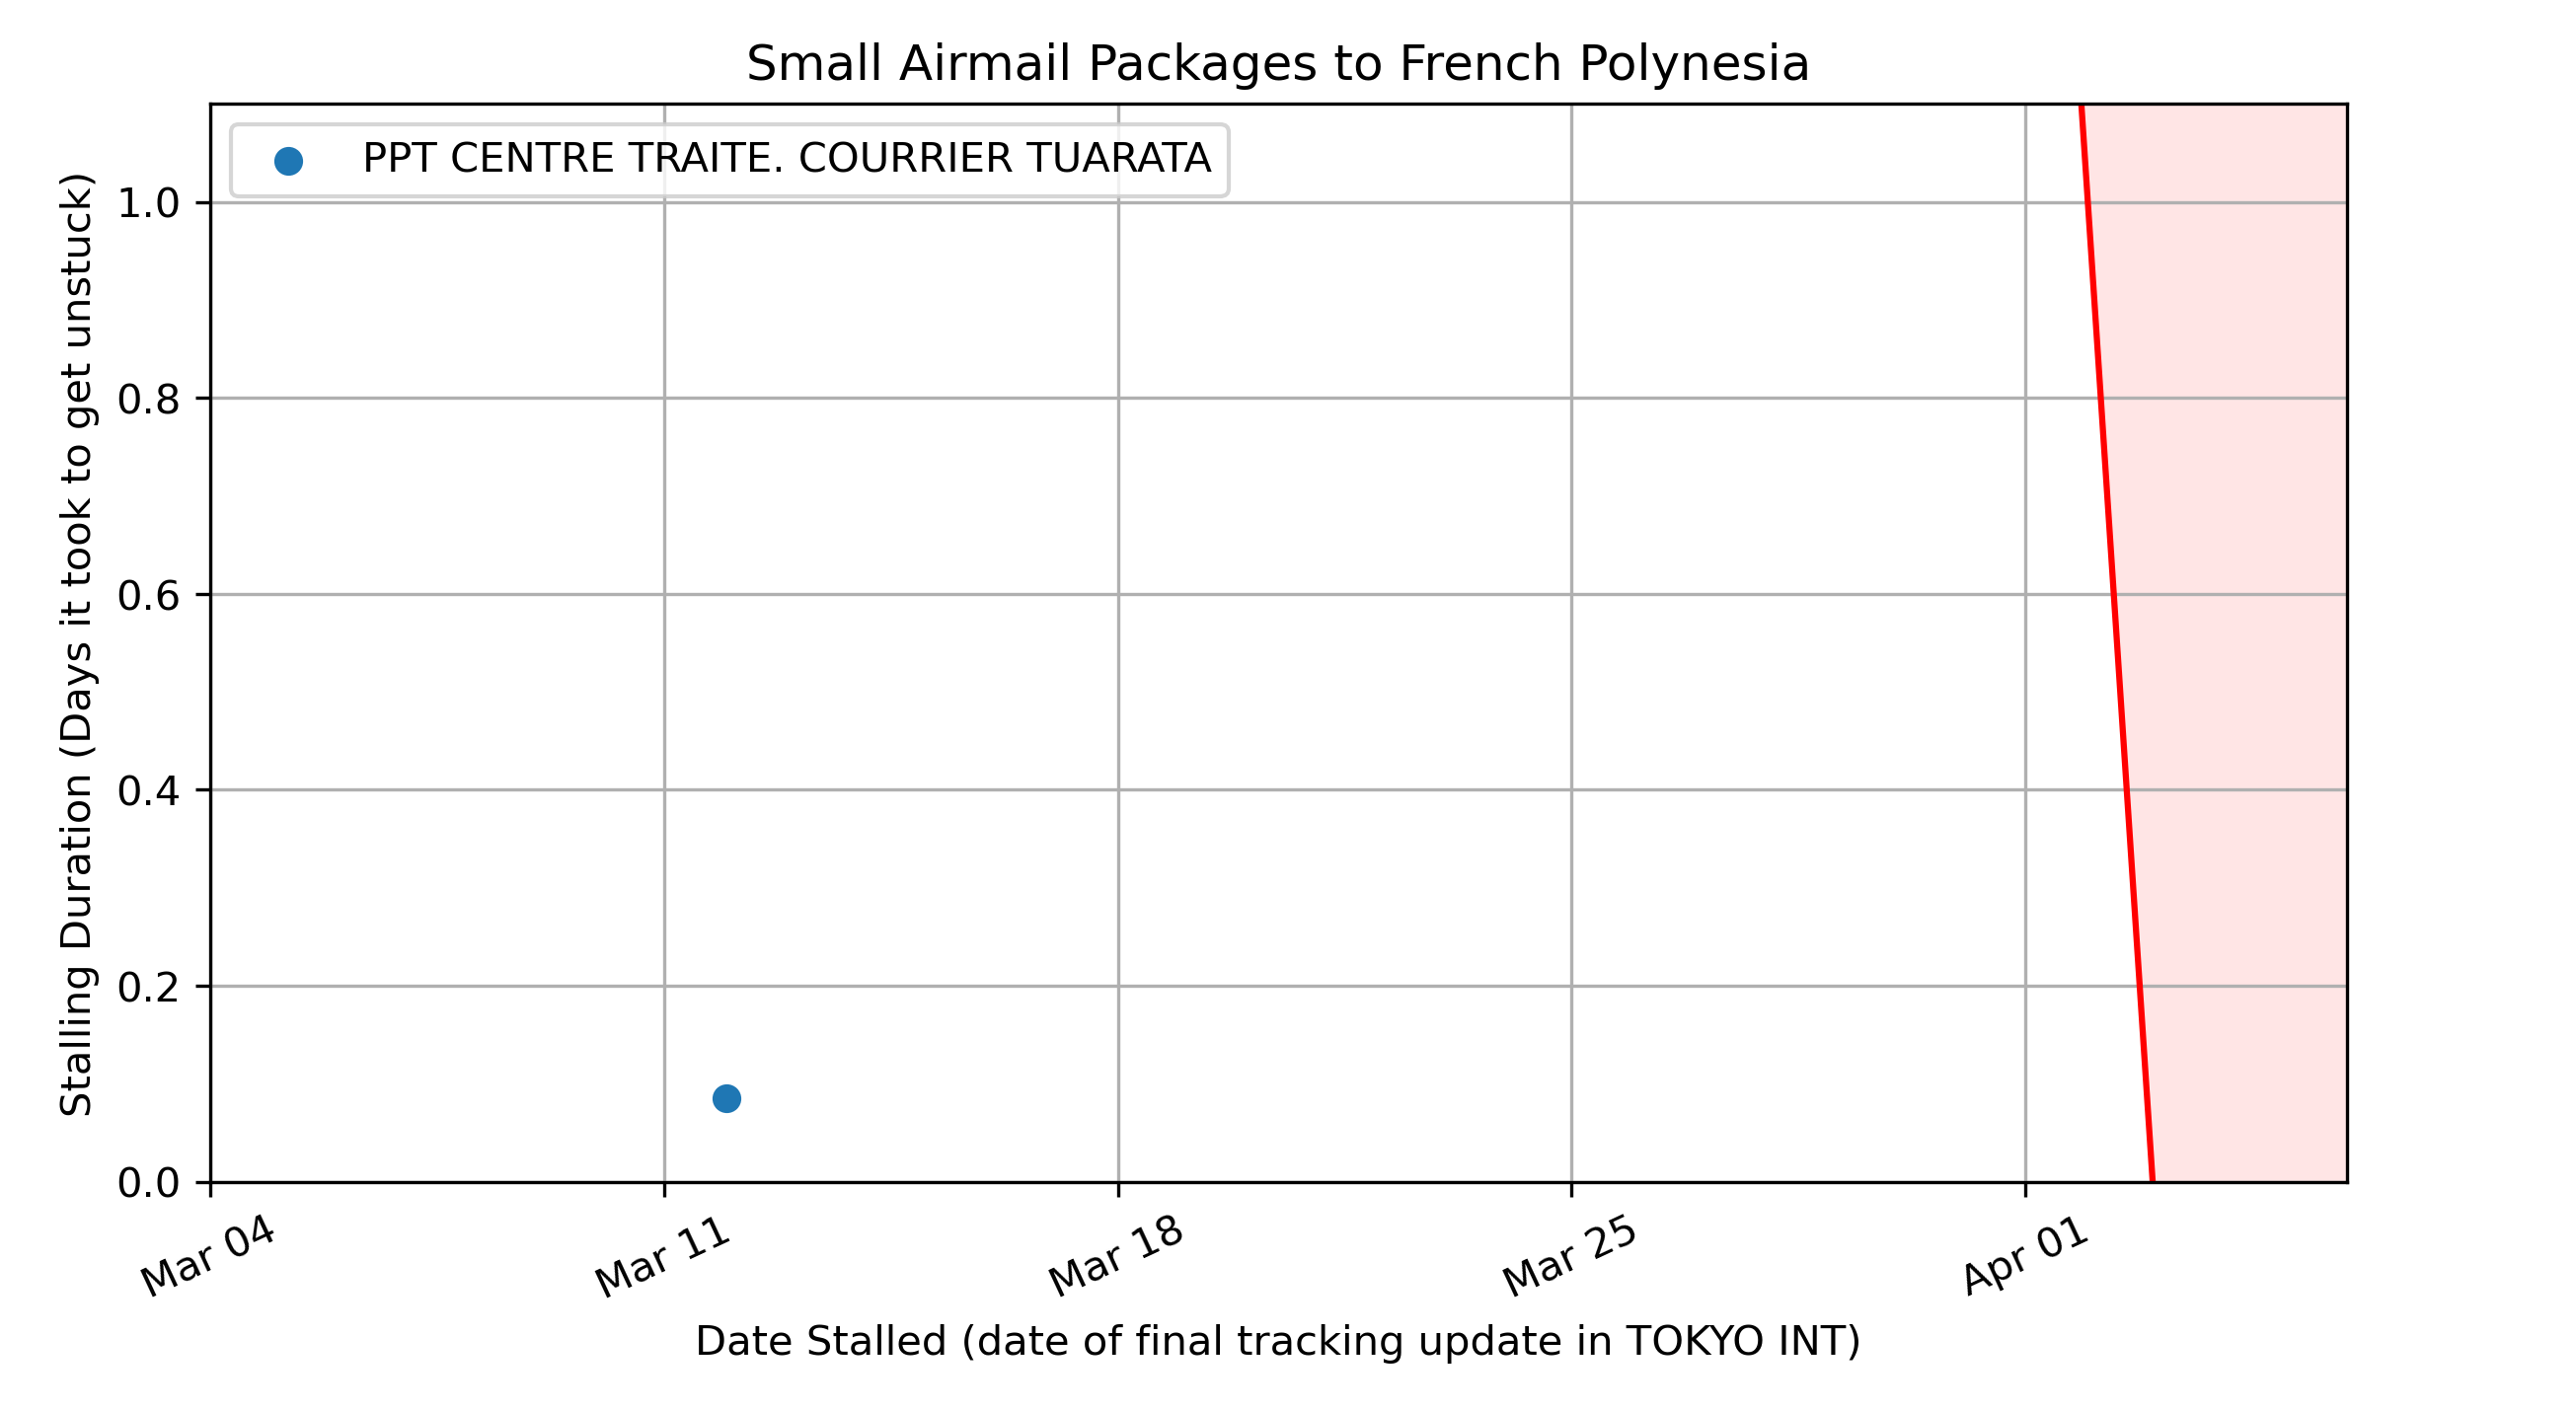 Small Airmail Packages to French Polynesia
PPT CENTRE TRAITE. COURRIER TUARATA
Stalling Duration (Days it took to get unstuck)
1.0
0.8
0.6
0.4
0.2
0.0
Mar 04
Mar 11
Mar 18
Mar 25
Apr 01
Date Stalled (date of final tracking update in TOKYO INT)